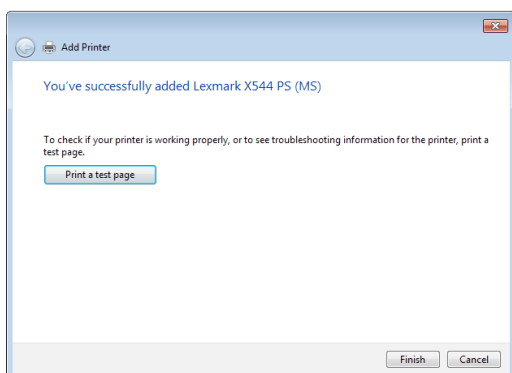 Add Printer
You've successfully added Lexmark X544 PS (MS)
To check if your printer is working properly, or to see troubleshooting information for the printer, print a
test page.
Print a test page
Finish Cancel